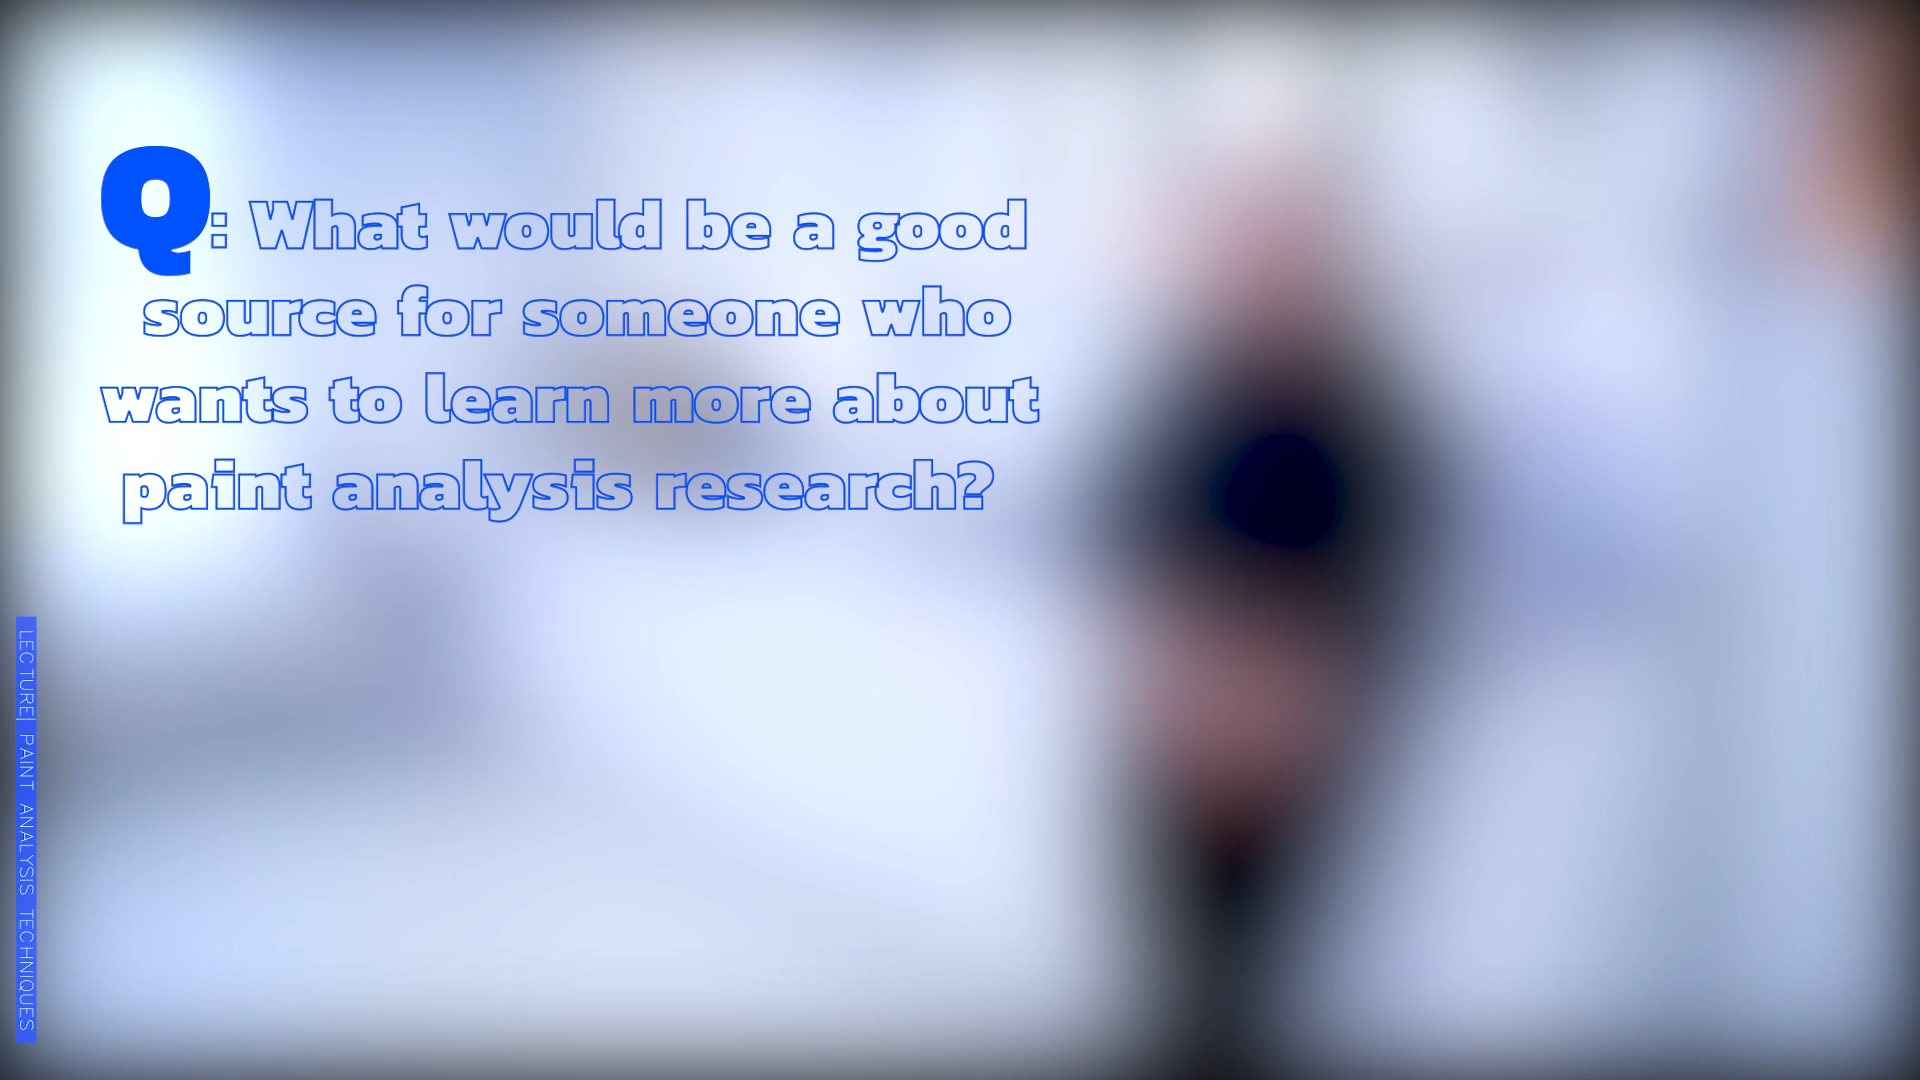 Q: What would be a good
source for someone who
wants to learn more about
paint analysis research?
LECTURE| PAINT ANALYSIS TECHNIQUES